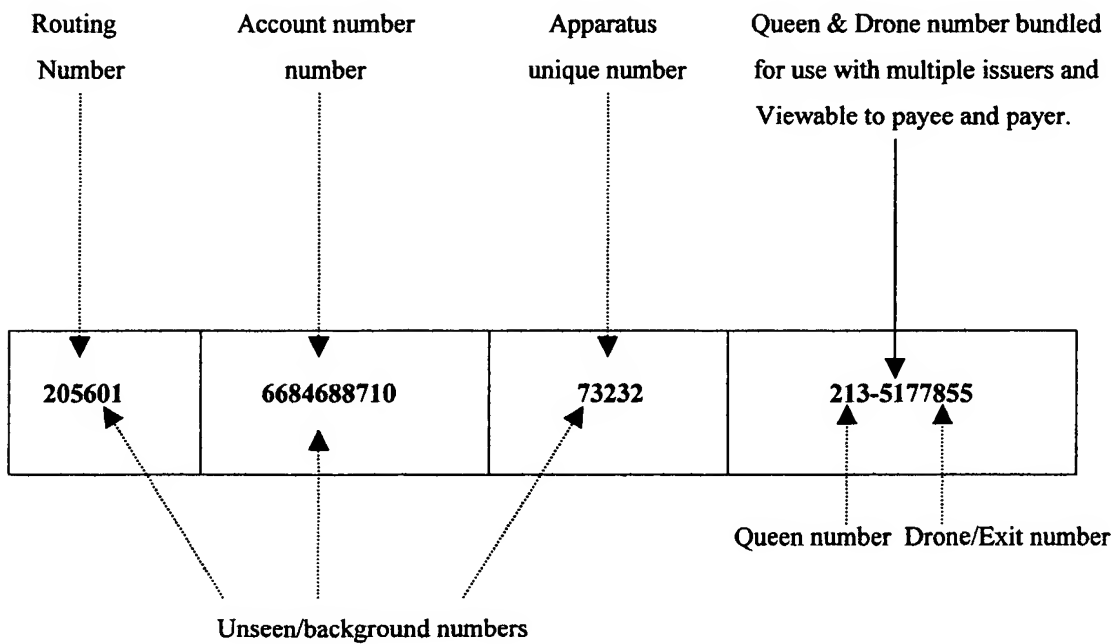 Routing
Number
Account number
number
Apparatus
unique number
Queen & Drone number bundled
for use with multiple issuers and
Viewable to payee and payer.
205601
6684688710
73232
213-5177855
Queen number
Drone/Exit number
Unseen/background numbers